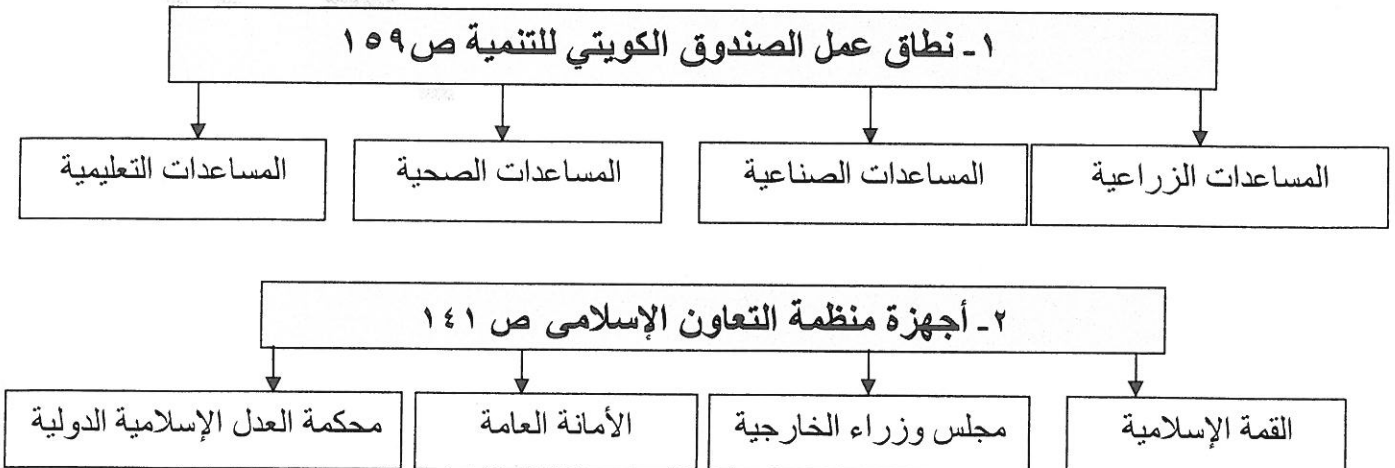 ١ـ نطاق عمل الصندوق الكويتي للتنمية ص١٥٩
المساعدات الزراعية
المساعدات الصناعية
المساعدات الصحية
المساعدات التعليمية
٢ـ أجهزة منظمة التعاون الإسلامى ص ١٤١
القمة الإسلامية
مجلس وزراء الخارجية
الأمانة العامة
محكمة العدل الإسلامية الدولية